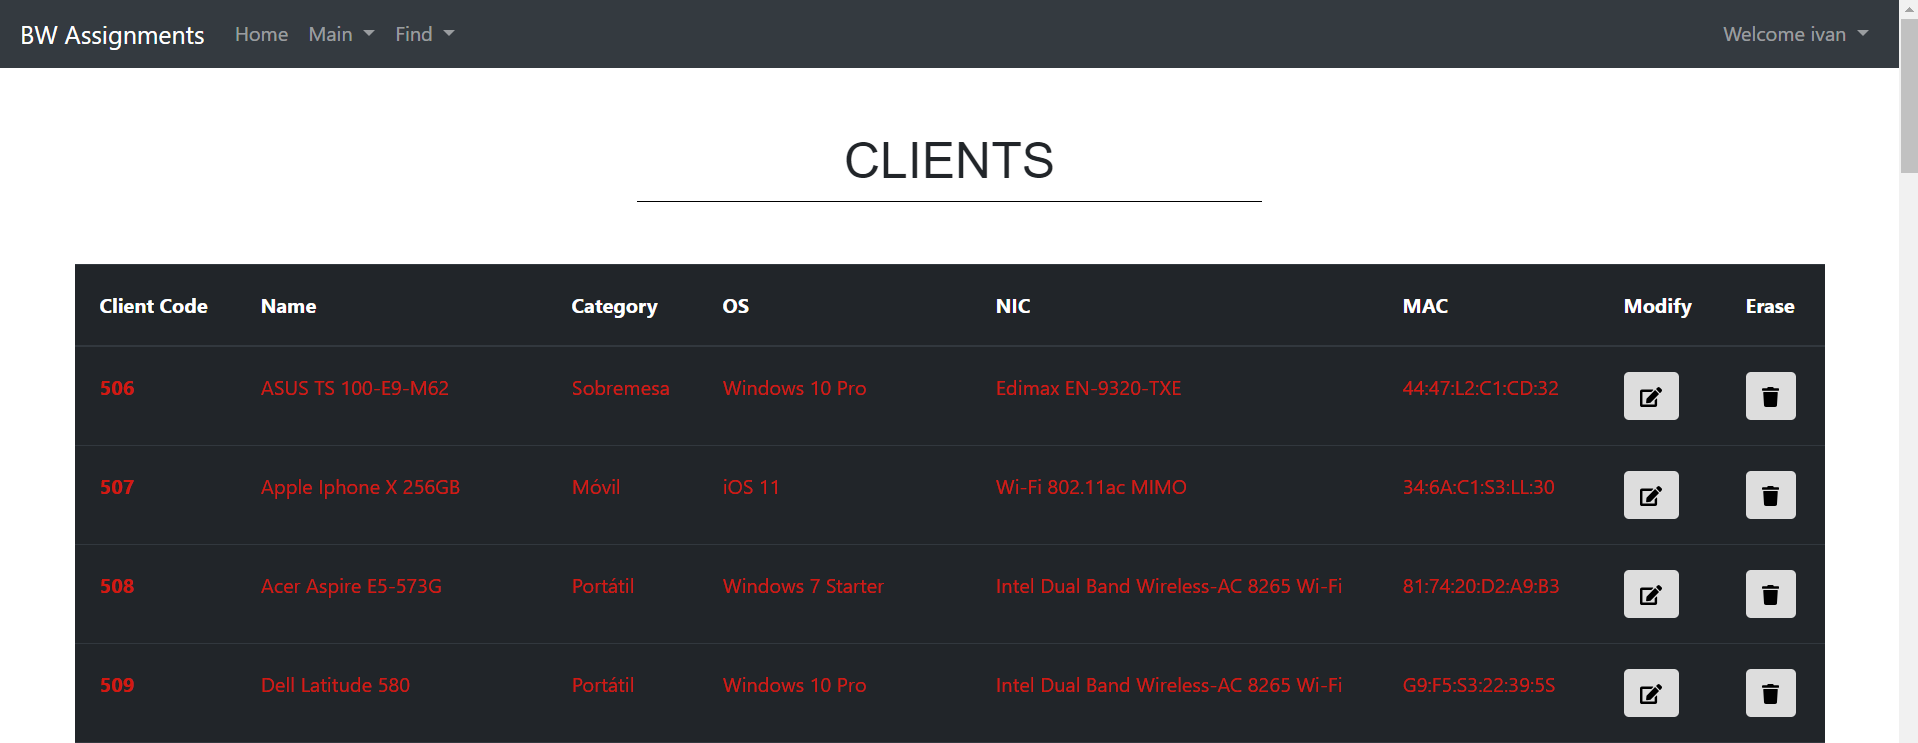 BW Assignments Home Main Find Welcome ivan
CLIENTS
Client Code Name Category OS NIC MAC Modify Erase
506 ASUS TS 100-E9-M62 Sobremesa Windows 10 Pro Edimax EN-9320-TXE 44:47:L2:C1:CD:32
507 Apple Iphone X 256GB Móvil iOS 11 Wi-Fi 802.11ac MIMO 34:6A:C1:S3:LL:30
508 Acer Aspire E5-573G Portátil Windows 7 Starter Intel Dual Band Wireless-AC 8265 Wi-Fi 81:74:20:D2:A9:B3
509 Dell Latitude 580 Portátil Windows 10 Pro Intel Dual Band Wireless-AC 8265 Wi-Fi G9:F5:S3:22:39:5S